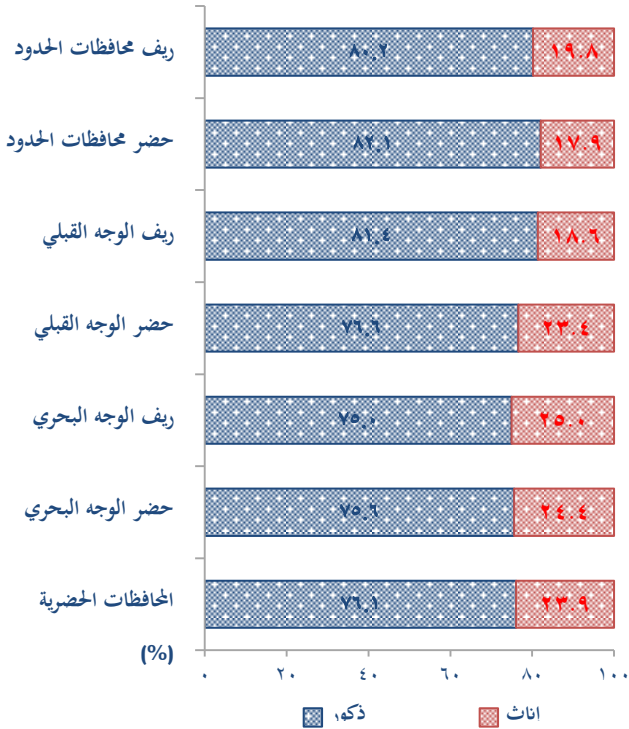 ريف محافظات الحدود ٨٠.٢ ١٩.٨
حضر محافظات الحدود ٨٢.١ ١٧.٩
ريف الوجه القبلي ٨١.٤ ١٨.٦
حضر الوجه القبلي ٧٦.٦ ٢٣.٤
ريف الوجه البحري ٧٥.٠ ٢٥.٠
حضر الوجه البحري ٧٥.٦ ٢٤.٤
المحافظات الحضرية ٧٦.١ ٢٣.٩
(%) ٠ ٢٠ ٤٠ ٦٠ ٨٠ ١٠٠
ذكور اناث